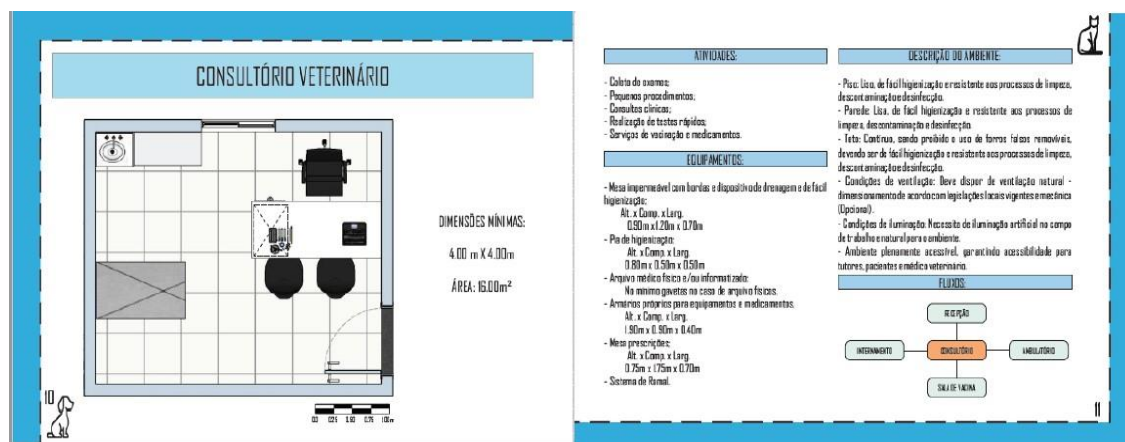 CONSULTÓRIO VETERINÁRIO
DIMENSÕES MÍNIMAS:
4.00 m X 4.00m
ÁREA: 16.00m²
0.0 0.25 0.50 0.75 1.00m
10
ATIVIDADES:
- Coleta de exames;
- Pequenos procedimentos;
- Consultas clínicas;
- Realização de testes rápidos;
- Serviços de vacinação e medicamentos.
EQUIPAMENTOS:
- Mesa impermeável com bordas e dispositivo de drenagem e de fácil
higienização:
Alt. x Comp. x Larg.
0.90m x 1.20m x 0.70m
- Pia de higienização:
Alt. x Comp. x Larg.
0.80m x 0.50m x 0.50m
- Arquivo médico físico e/ou informatizado:
No mínimo gavetas no caso de arquivo físicos.
- Armários próprios para equipamentos e medicamentos.
Alt. x Comp. x Larg.
1.90m x 0.90m x 0.40m
- Mesa prescrições:
Alt. x Comp. x Larg.
0.75m x 1.75m x 0.70m
- Sistema de Ramal.
DESCRIÇÃO DO AMBIENTE:
- Piso: Liso, de fácil higienização e resistente aos processos de limpeza,
descontaminação e desinfecção.
- Parede: Lisa, de fácil higienização e resistente aos processos de
limpeza, descontaminação e desinfecção.
- Teto: Contínuo, sendo proibido o uso de forros falsos removíveis,
devendo ser de fácil higienização e resistente aos processos de limpeza,
descontaminação e desinfecção.
- Condições de ventilação: Deve dispor de ventilação natural -
dimensionamento de acordo com legislações locais vigentes e mecânica
(Opcional).
- Condições de iluminação: Necessita de iluminação artificial no campo
de trabalho e natural para o ambiente.
- Ambiente plenamente acessível, garantindo acessibilidade para
tutores, pacientes e médico veterinário.
FLUXOS:
RECEPÇÃO
INTERNAMENTO
CONSULTÓRIO
AMBULATÓRIO
SALA DE VACINA
11